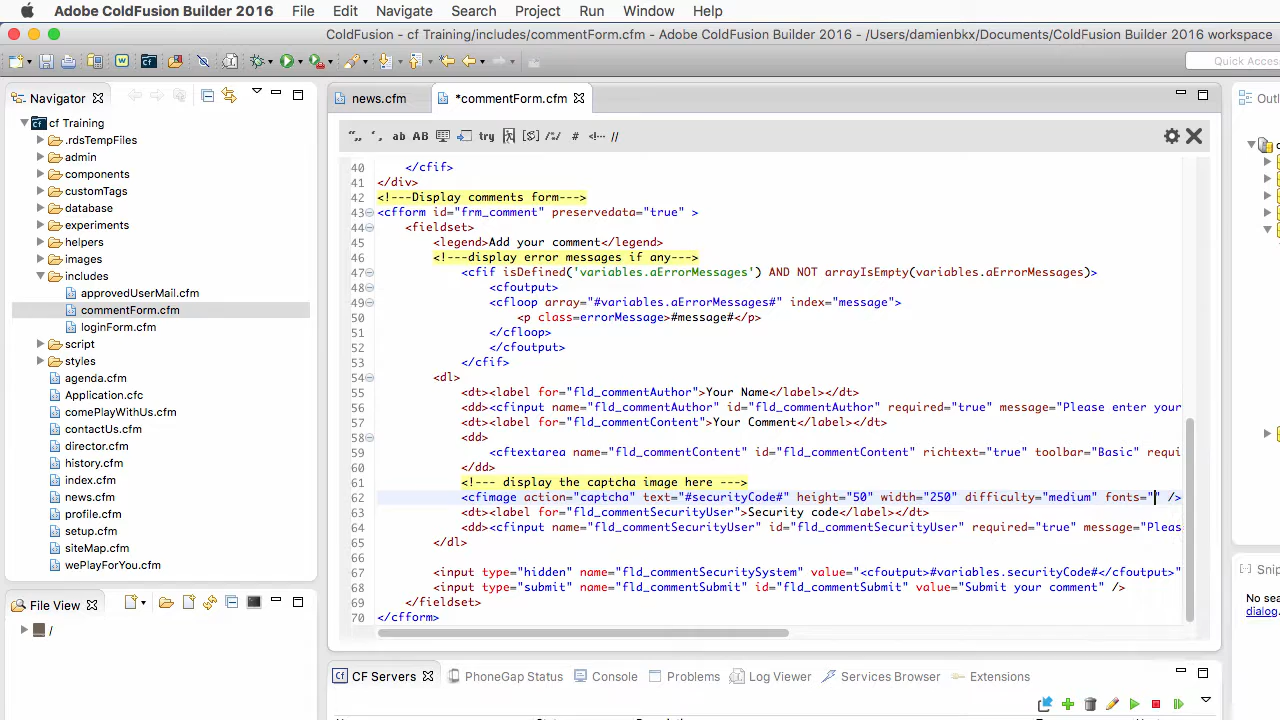 Adobe ColdFusion Builder 2016 File Edit Navigate Search Project Run Window Help
ColdFusion - cf Training/includes/commentForm.cfm - Adobe ColdFusion Builder 2016 - /Users/damienbkx/Documents/ColdFusion Builder 2016 workspace
Quick Access
Navigator
cf Training
.rdsTempFiles
admin
components
customTags
database
experiments
helpers
images
includes
approvedUserMail.cfm
commentForm.cfm
loginForm.cfm
script
styles
agenda.cfm
Application.cfc
comePlayWithUs.cfm
contactUs.cfm
director.cfm
history.cfm
index.cfm
news.cfm
profile.cfm
setup.cfm
siteMap.cfm
wePlayForYou.cfm
File View
/
news.cfm *commentForm.cfm
"„ ‘, ab AB try /*/ # <!-- //
40 </cfif>
41 </div>
42 <!---Display comments form--->
43 <cfform id="frm_comment" preservedata="true" >
44 <fieldset>
45 <legend>Add your comment</legend>
46 <!---display error messages if any--->
47 <cfif isDefined('variables.aErrorMessages') AND NOT arrayIsEmpty(variables.aErrorMessages)>
48 <cfoutput>
49 <cfloop array="#variables.aErrorMessages#" index="message">
50 <p class=errorMessage>#message#</p>
51 </cfloop>
52 </cfoutput>
53 </cfif>
54 <dl>
55 <dt><label for="fld_commentAuthor">Your Name</label></dt>
56 <dd><cfinput name="fld_commentAuthor" id="fld_commentAuthor" required="true" message="Please enter your
57 <dt><label for="fld_commentContent">Your Comment</label></dt>
58 <dd>
59 <cftextarea name="fld_commentContent" id="fld_commentContent" richtext="true" toolbar="Basic" requi
60 </dd>
61 <!--- display the captcha image here --->
62 <cfimage action="captcha" text="#securityCode#" height="50" width="250" difficulty="medium" fonts="" />
63 <dt><label for="fld_commentSecurityUser">Security code</label></dt>
64 <dd><cfinput name="fld_commentSecurityUser" id="fld_commentSecurityUser" required="true" message="Pleas
65 </dl>
66
67 <input type="hidden" name="fld_commentSecuritySystem" value="<cfoutput>#variables.securityCode#</cfoutput>"
68 <input type="submit" name="fld_commentSubmit" id="fld_commentSubmit" value="Submit your comment" />
69 </fieldset>
70 </cfform>
CF Servers PhoneGap Status Console Problems Log Viewer Services Browser Extensions
Outl
Snip
No sea
dialog.